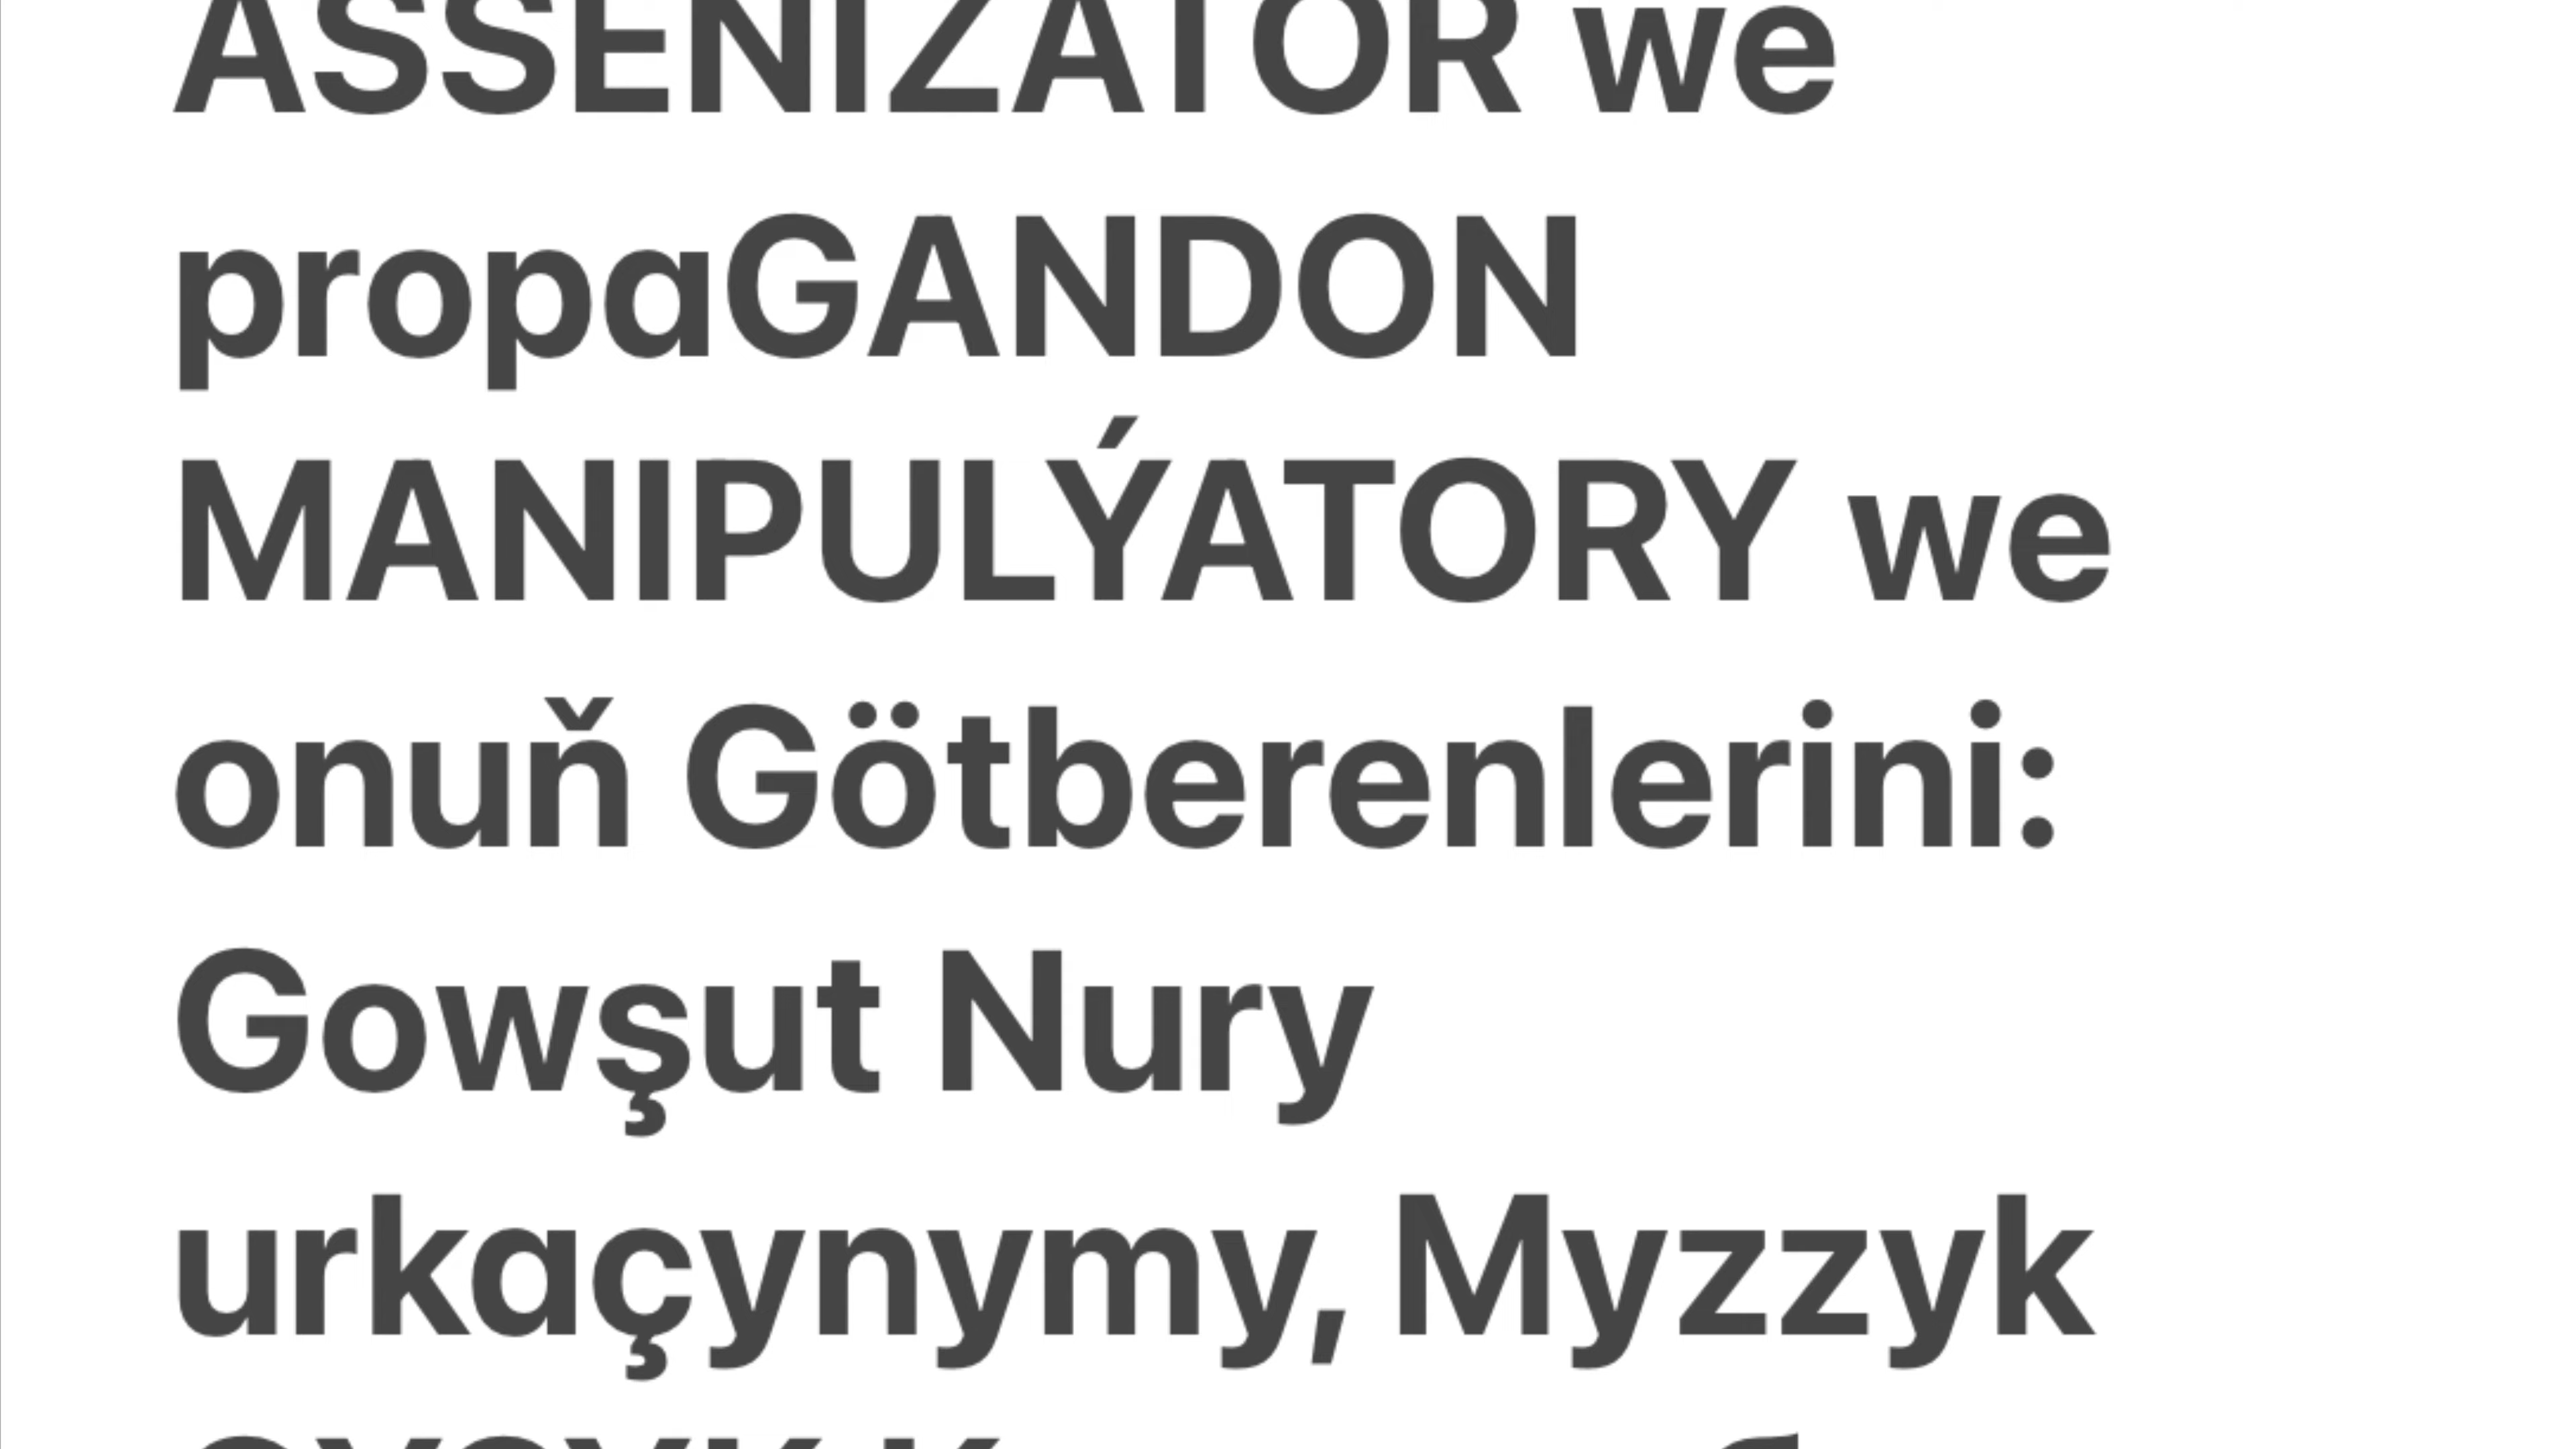 ASSENIZATOR we
propaGANDON
MANIPULÝATORY we
onuň Götberenlerini:
Gowşut Nury
urkaçynymy, Myzzyk